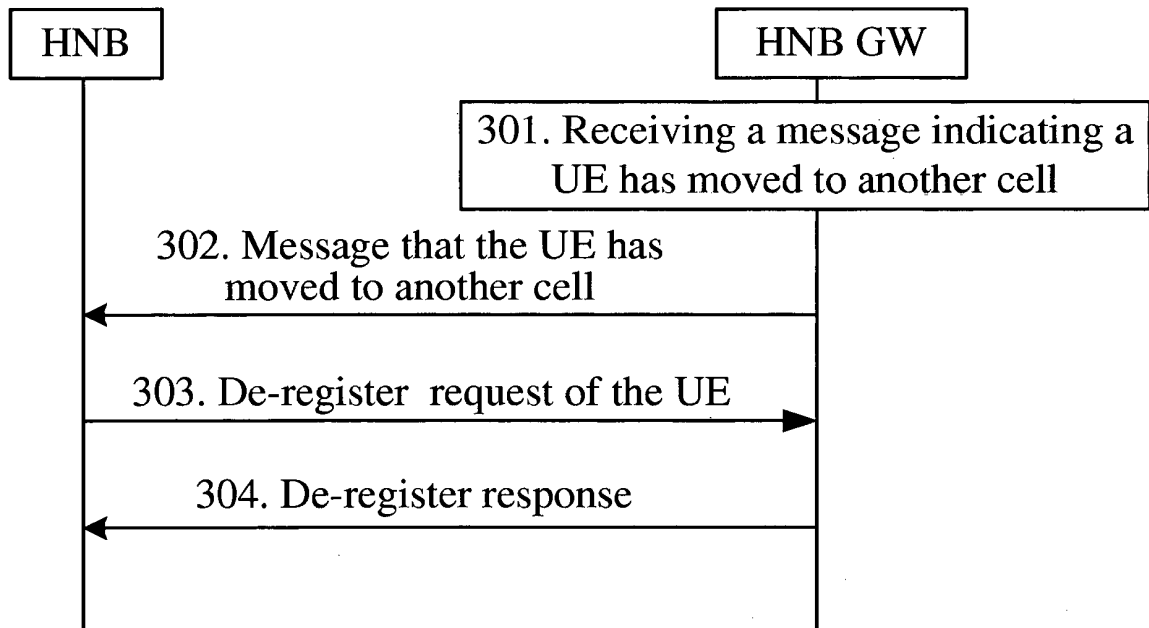 HNB
HNB GW
301. Receiving a message indicating a
UE has moved to another cell
302. Message that the UE has
moved to another cell
303. De-register request of the UE
304. De-register response